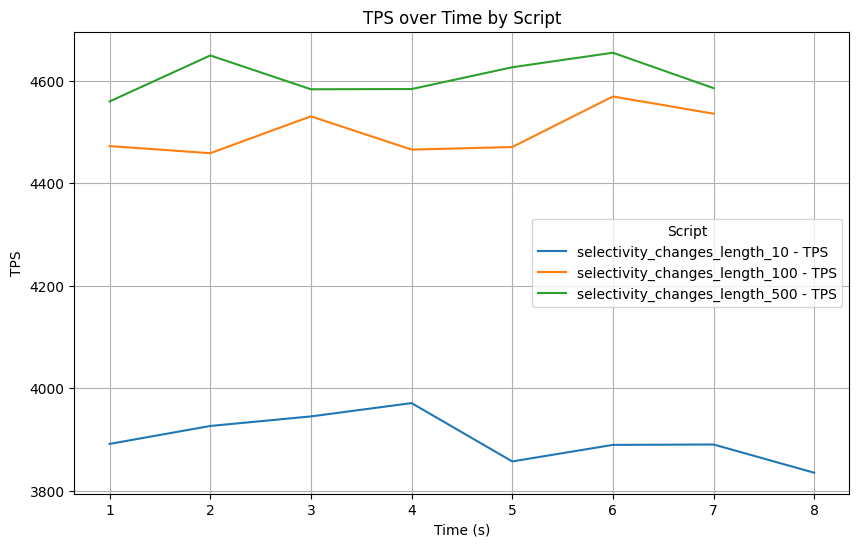 TPS over Time by Script
TPS
4600
4400
4200
4000
3800
Script
selectivity_changes_length_10 - TPS
selectivity_changes_length_100 - TPS
selectivity_changes_length_500 - TPS
1 2 3 4 5 6 7 8
Time (s)